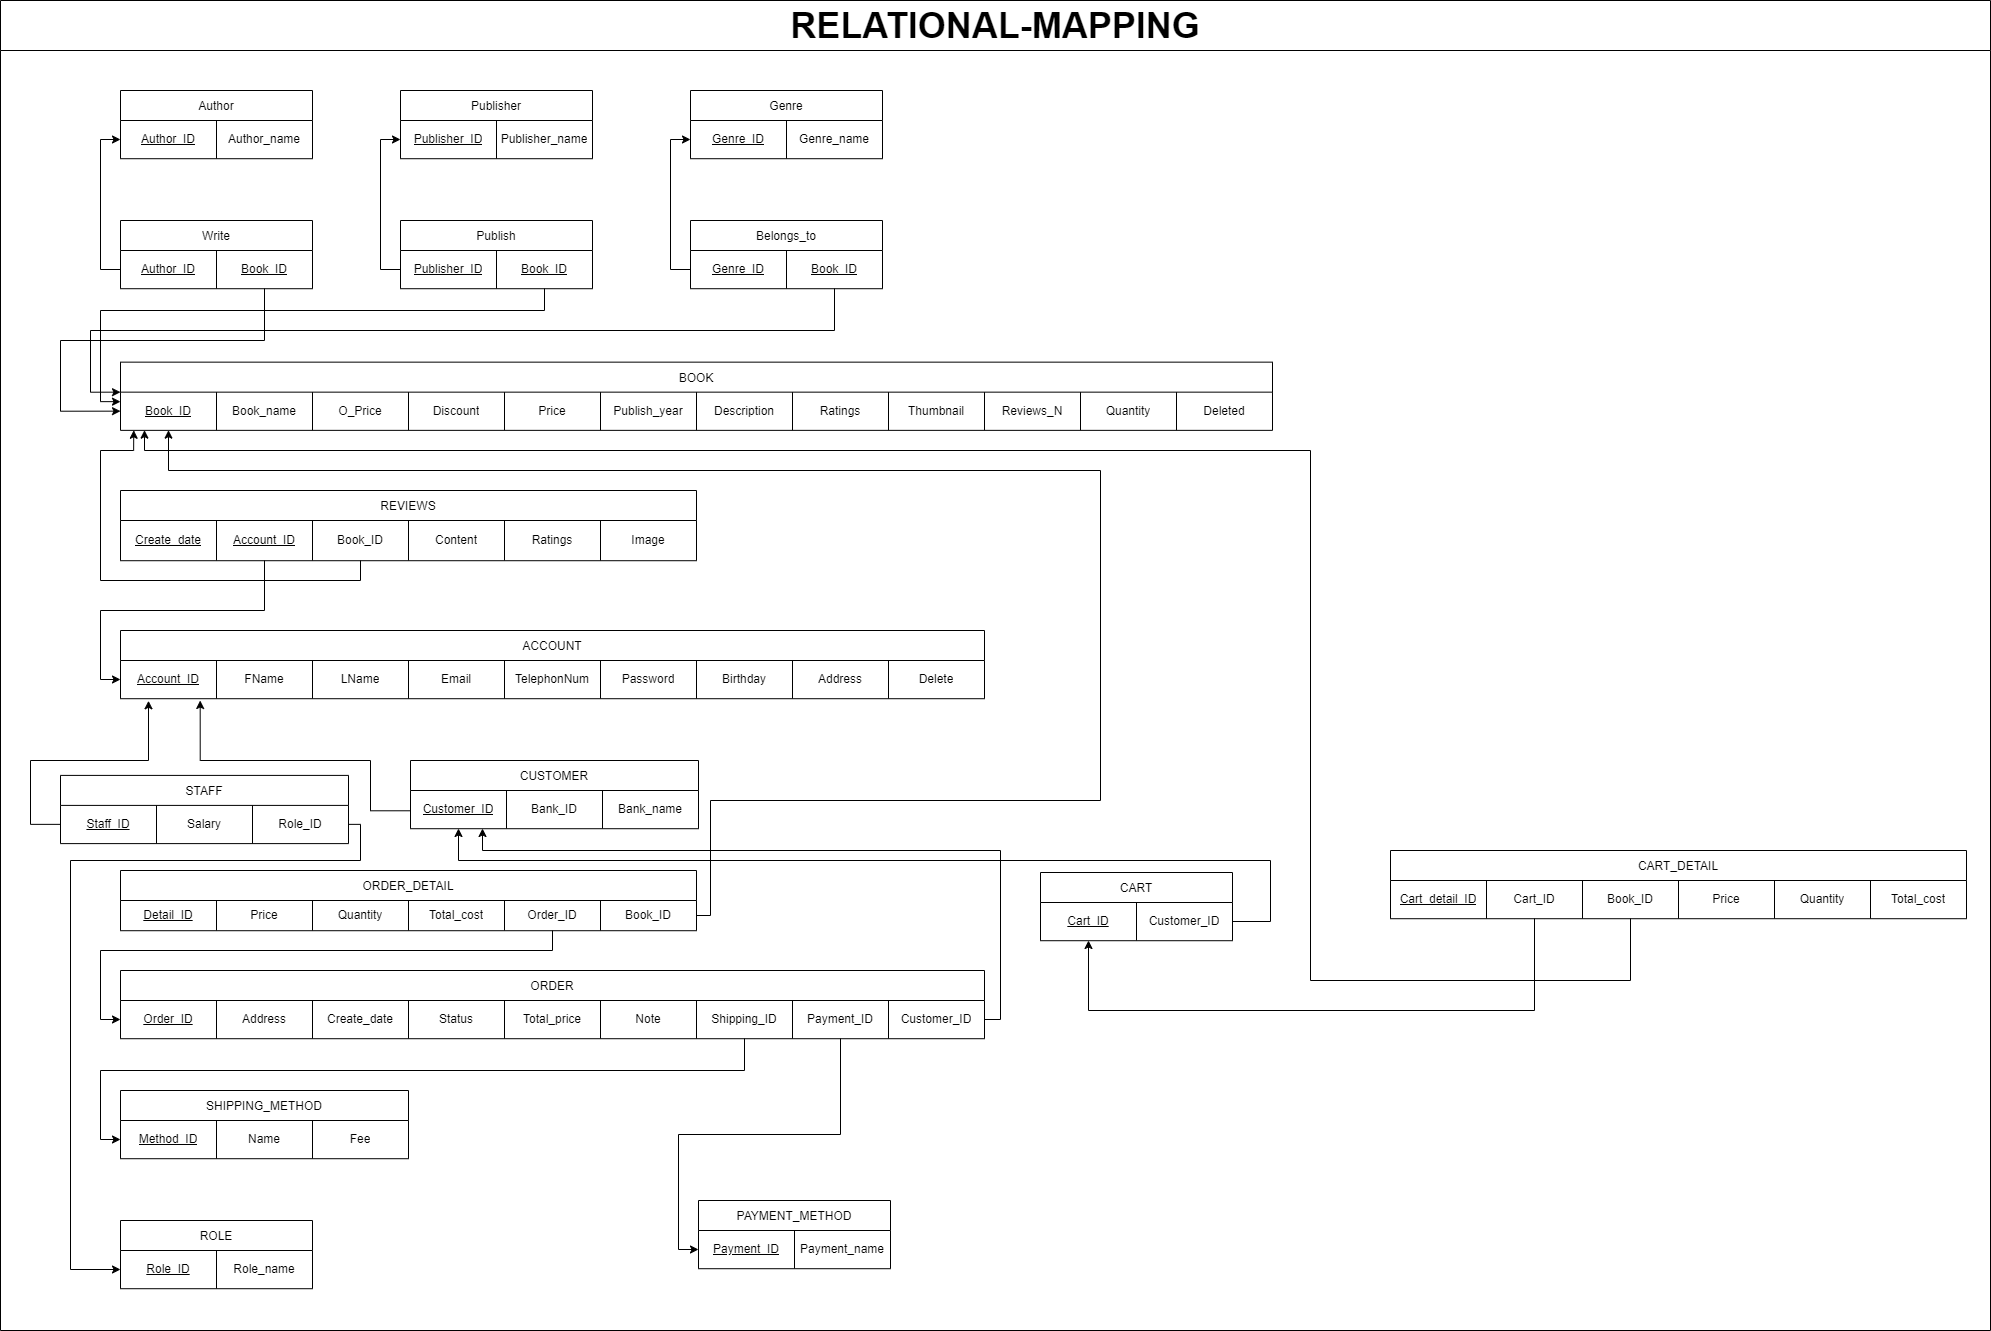 RELATIONAL-MAPPING
Author Publisher Genre
Author_ID Author_name Publisher_ID Publisher_name Genre_ID Genre_name
Write Publish Belongs_to
Author_ID Book_ID Publisher_ID Book_ID Genre_ID Book_ID
BOOK
Book_ID Book_name O_Price Discount Price Publish_year Description Ratings Thumbnail Reviews_N Quantity Deleted
REVIEWS
Create_date Account_ID Book_ID Content Ratings Image
ACCOUNT
Account_ID FName LName Email TelephonNum Password Birthday Address Delete
CUSTOMER
STAFF
Customer_ID Bank_ID Bank_name
Staff_ID Salary Role_ID
CART_DETAIL
ORDER_DETAIL CART
Cart_detail_ID Cart_ID Book_ID Price Quantity Total_cost
Detail_ID Price Quantity Total_cost Order_ID Book_ID
Cart_ID Customer_ID
ORDER
Order_ID Address Create_date Status Total_price Note Shipping_ID Payment_ID Customer_ID
SHIPPING_METHOD
Method_ID Name Fee
PAYMENT_METHOD
ROLE
Payment_ID Payment_name
Role_ID Role_name